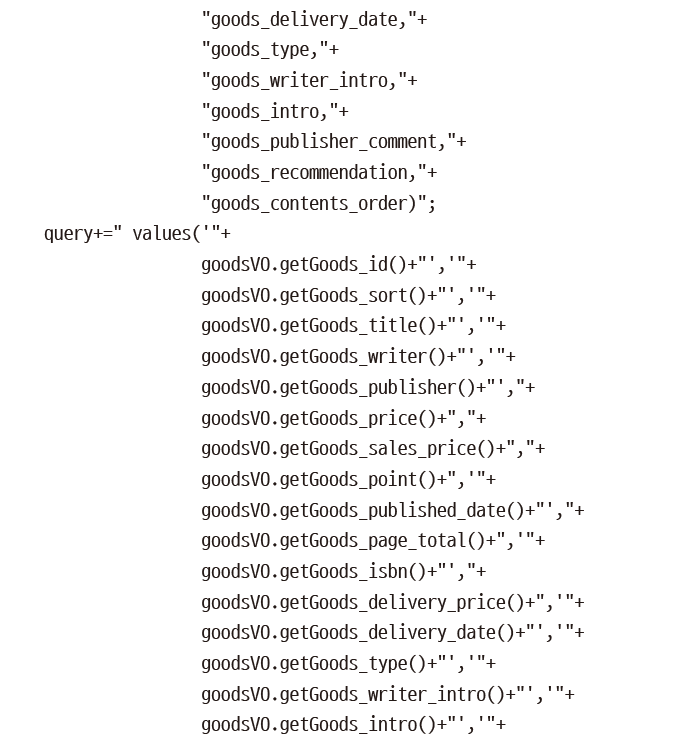 "goods_delivery_date,"+
"goods_type,"+
"goods_writer_intro,"+
"goods_intro,"+
"goods_publisher_comment,"+
"goods_recommendation,"+
"goods_contents_order)";
query+=" values('"+
goodsVO.getGoods_id()+"','"+
goodsVO.getGoods_sort()+"','"+
goodsVO.getGoods_title()+"','"+
goodsVO.getGoods_writer()+"','"+
goodsVO.getGoods_publisher()+"',"+
goodsVO.getGoods_price()+","+
goodsVO.getGoods_sales_price()+","+
goodsVO.getGoods_point()+",'"+
goodsVO.getGoods_published_date()+"',"+
goodsVO.getGoods_page_total()+",'"+
goodsVO.getGoods_isbn()+"',"+
goodsVO.getGoods_delivery_price()+",'"+
goodsVO.getGoods_delivery_date()+"','"+
goodsVO.getGoods_type()+"','"+
goodsVO.getGoods_writer_intro()+"','"+
goodsVO.getGoods_intro()+"','"+